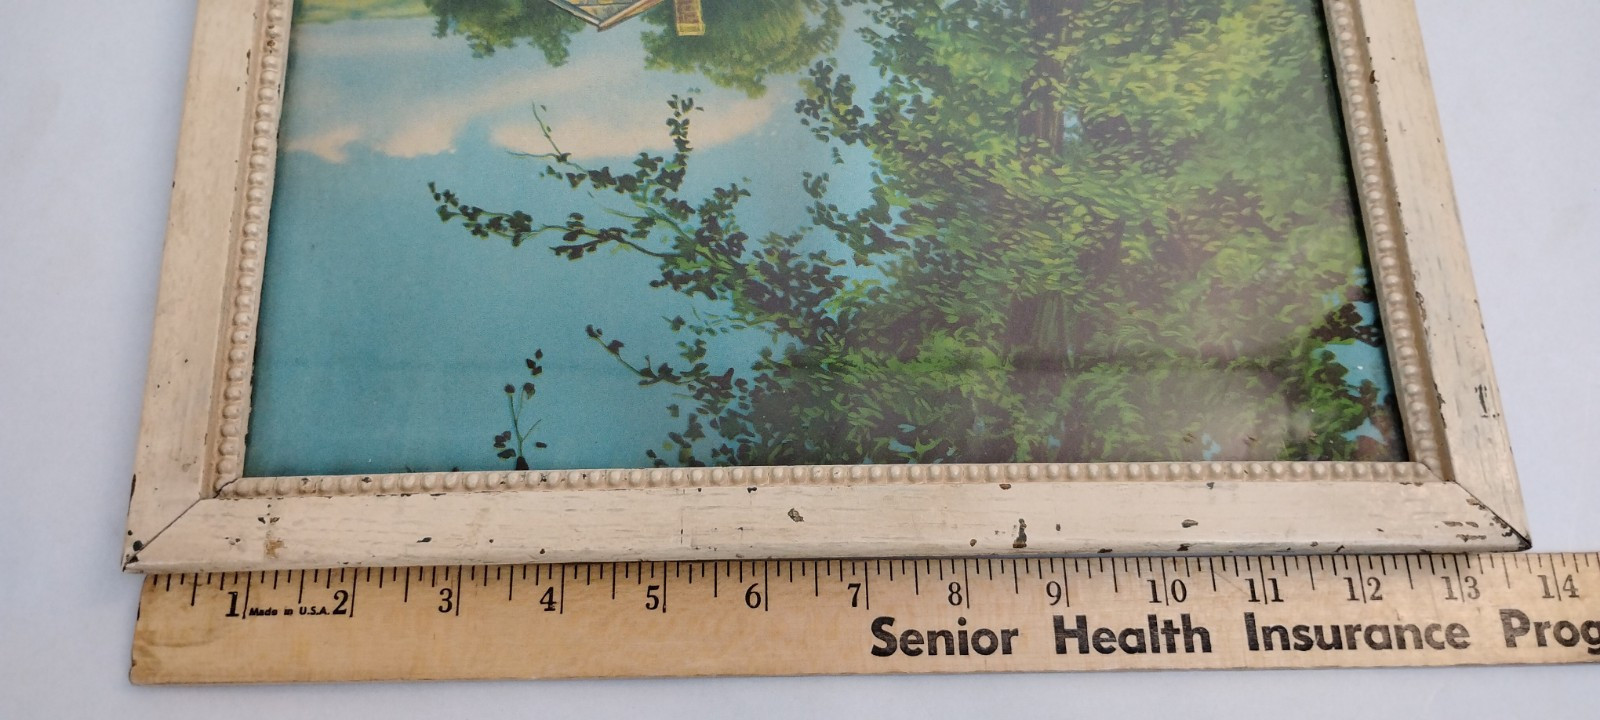 1 Made in U.S.A. 2 3 4 5 6 7 8 9 10 11 12 13 14
Senior Health Insurance Prog